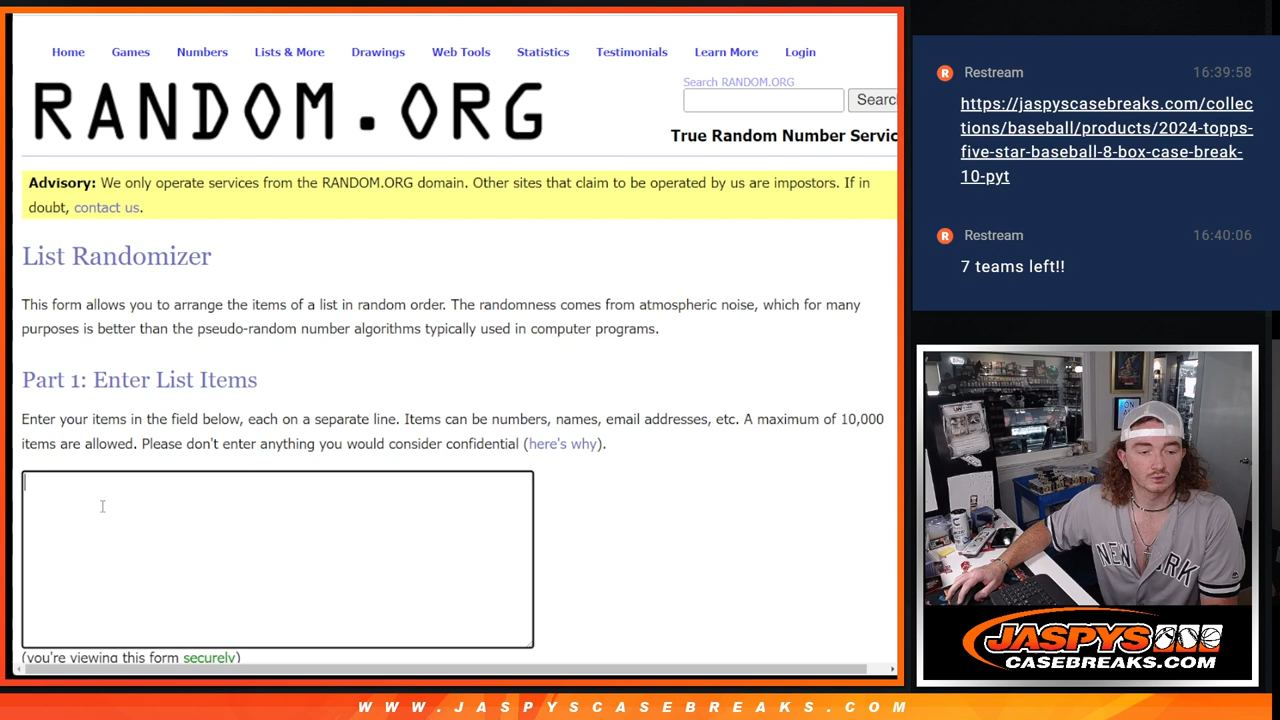 Home Games Numbers Lists & More Drawings Web Tools Statistics Testimonials Learn More Login
RANDOM.ORG
Search RANDOM.ORG
Searc
True Random Number Servic
Advisory: We only operate services from the RANDOM.ORG domain. Other sites that claim to be operated by us are impostors. If in
doubt, contact us.
List Randomizer
This form allows you to arrange the items of a list in random order. The randomness comes from atmospheric noise, which for many
purposes is better than the pseudo-random number algorithms typically used in computer programs.
Part 1: Enter List Items
Enter your items in the field below, each on a separate line. Items can be numbers, names, email addresses, etc. A maximum of 10,000
items are allowed. Please don't enter anything you would consider confidential (here's why).
(you're viewing this form securely)
R Restream 16:39:58
https://jaspyscasebreaks.com/collec
tions/baseball/products/2024-topps-
five-star-baseball-8-box-case-break-
10-pyt
R Restream 16:40:06
7 teams left!!
NEW YORK
JASPYS
CASEBREAKS.COM
WWW.JASPYSCASEBREAKS.COM